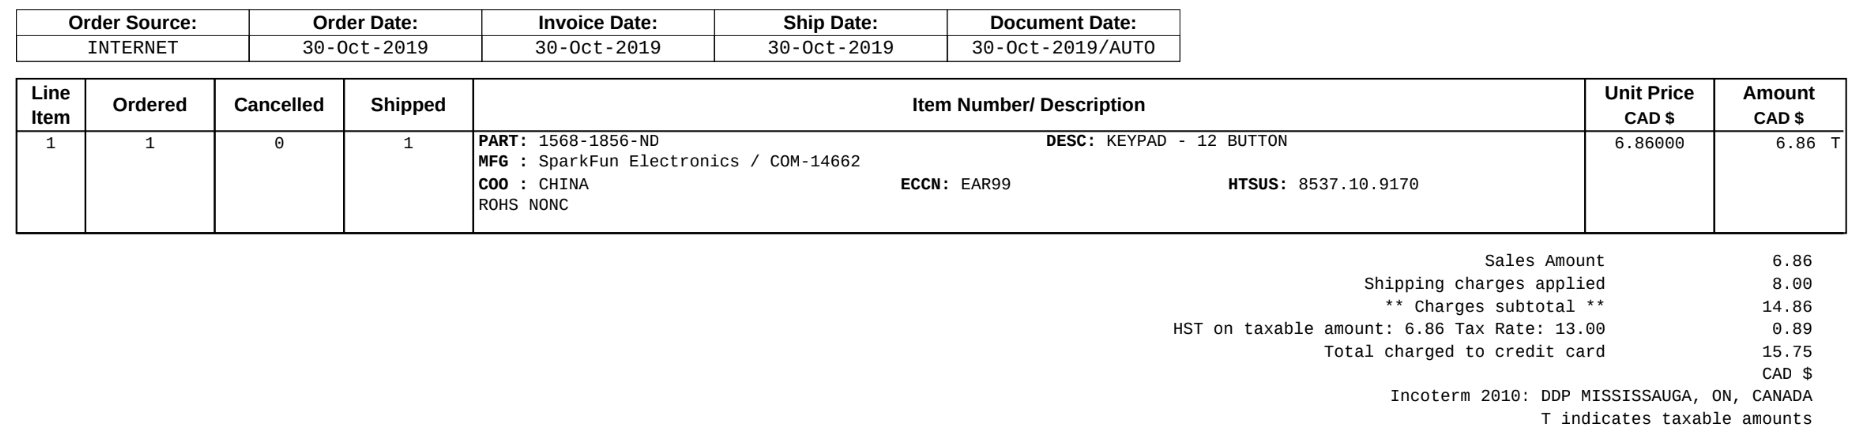 Order Source: Order Date: Invoice Date: Ship Date: Document Date:
INTERNET 30-Oct-2019 30-Oct-2019 30-Oct-2019 30-Oct-2019/AUTO
Line Item Ordered Cancelled Shipped Item Number/ Description Unit Price CAD $ Amount CAD $
1 1 0 1 PART: 1568-1856-ND DESC: KEYPAD - 12 BUTTON 6.86000 6.86 T
MFG : SparkFun Electronics / COM-14662
COO : CHINA ECCN: EAR99 HTSUS: 8537.10.9170
ROHS NONC
Sales Amount 6.86
Shipping charges applied 8.00
** Charges subtotal ** 14.86
HST on taxable amount: 6.86 Tax Rate: 13.00 0.89
Total charged to credit card 15.75
CAD $
Incoterm 2010: DDP MISSISSAUGA, ON, CANADA
T indicates taxable amounts